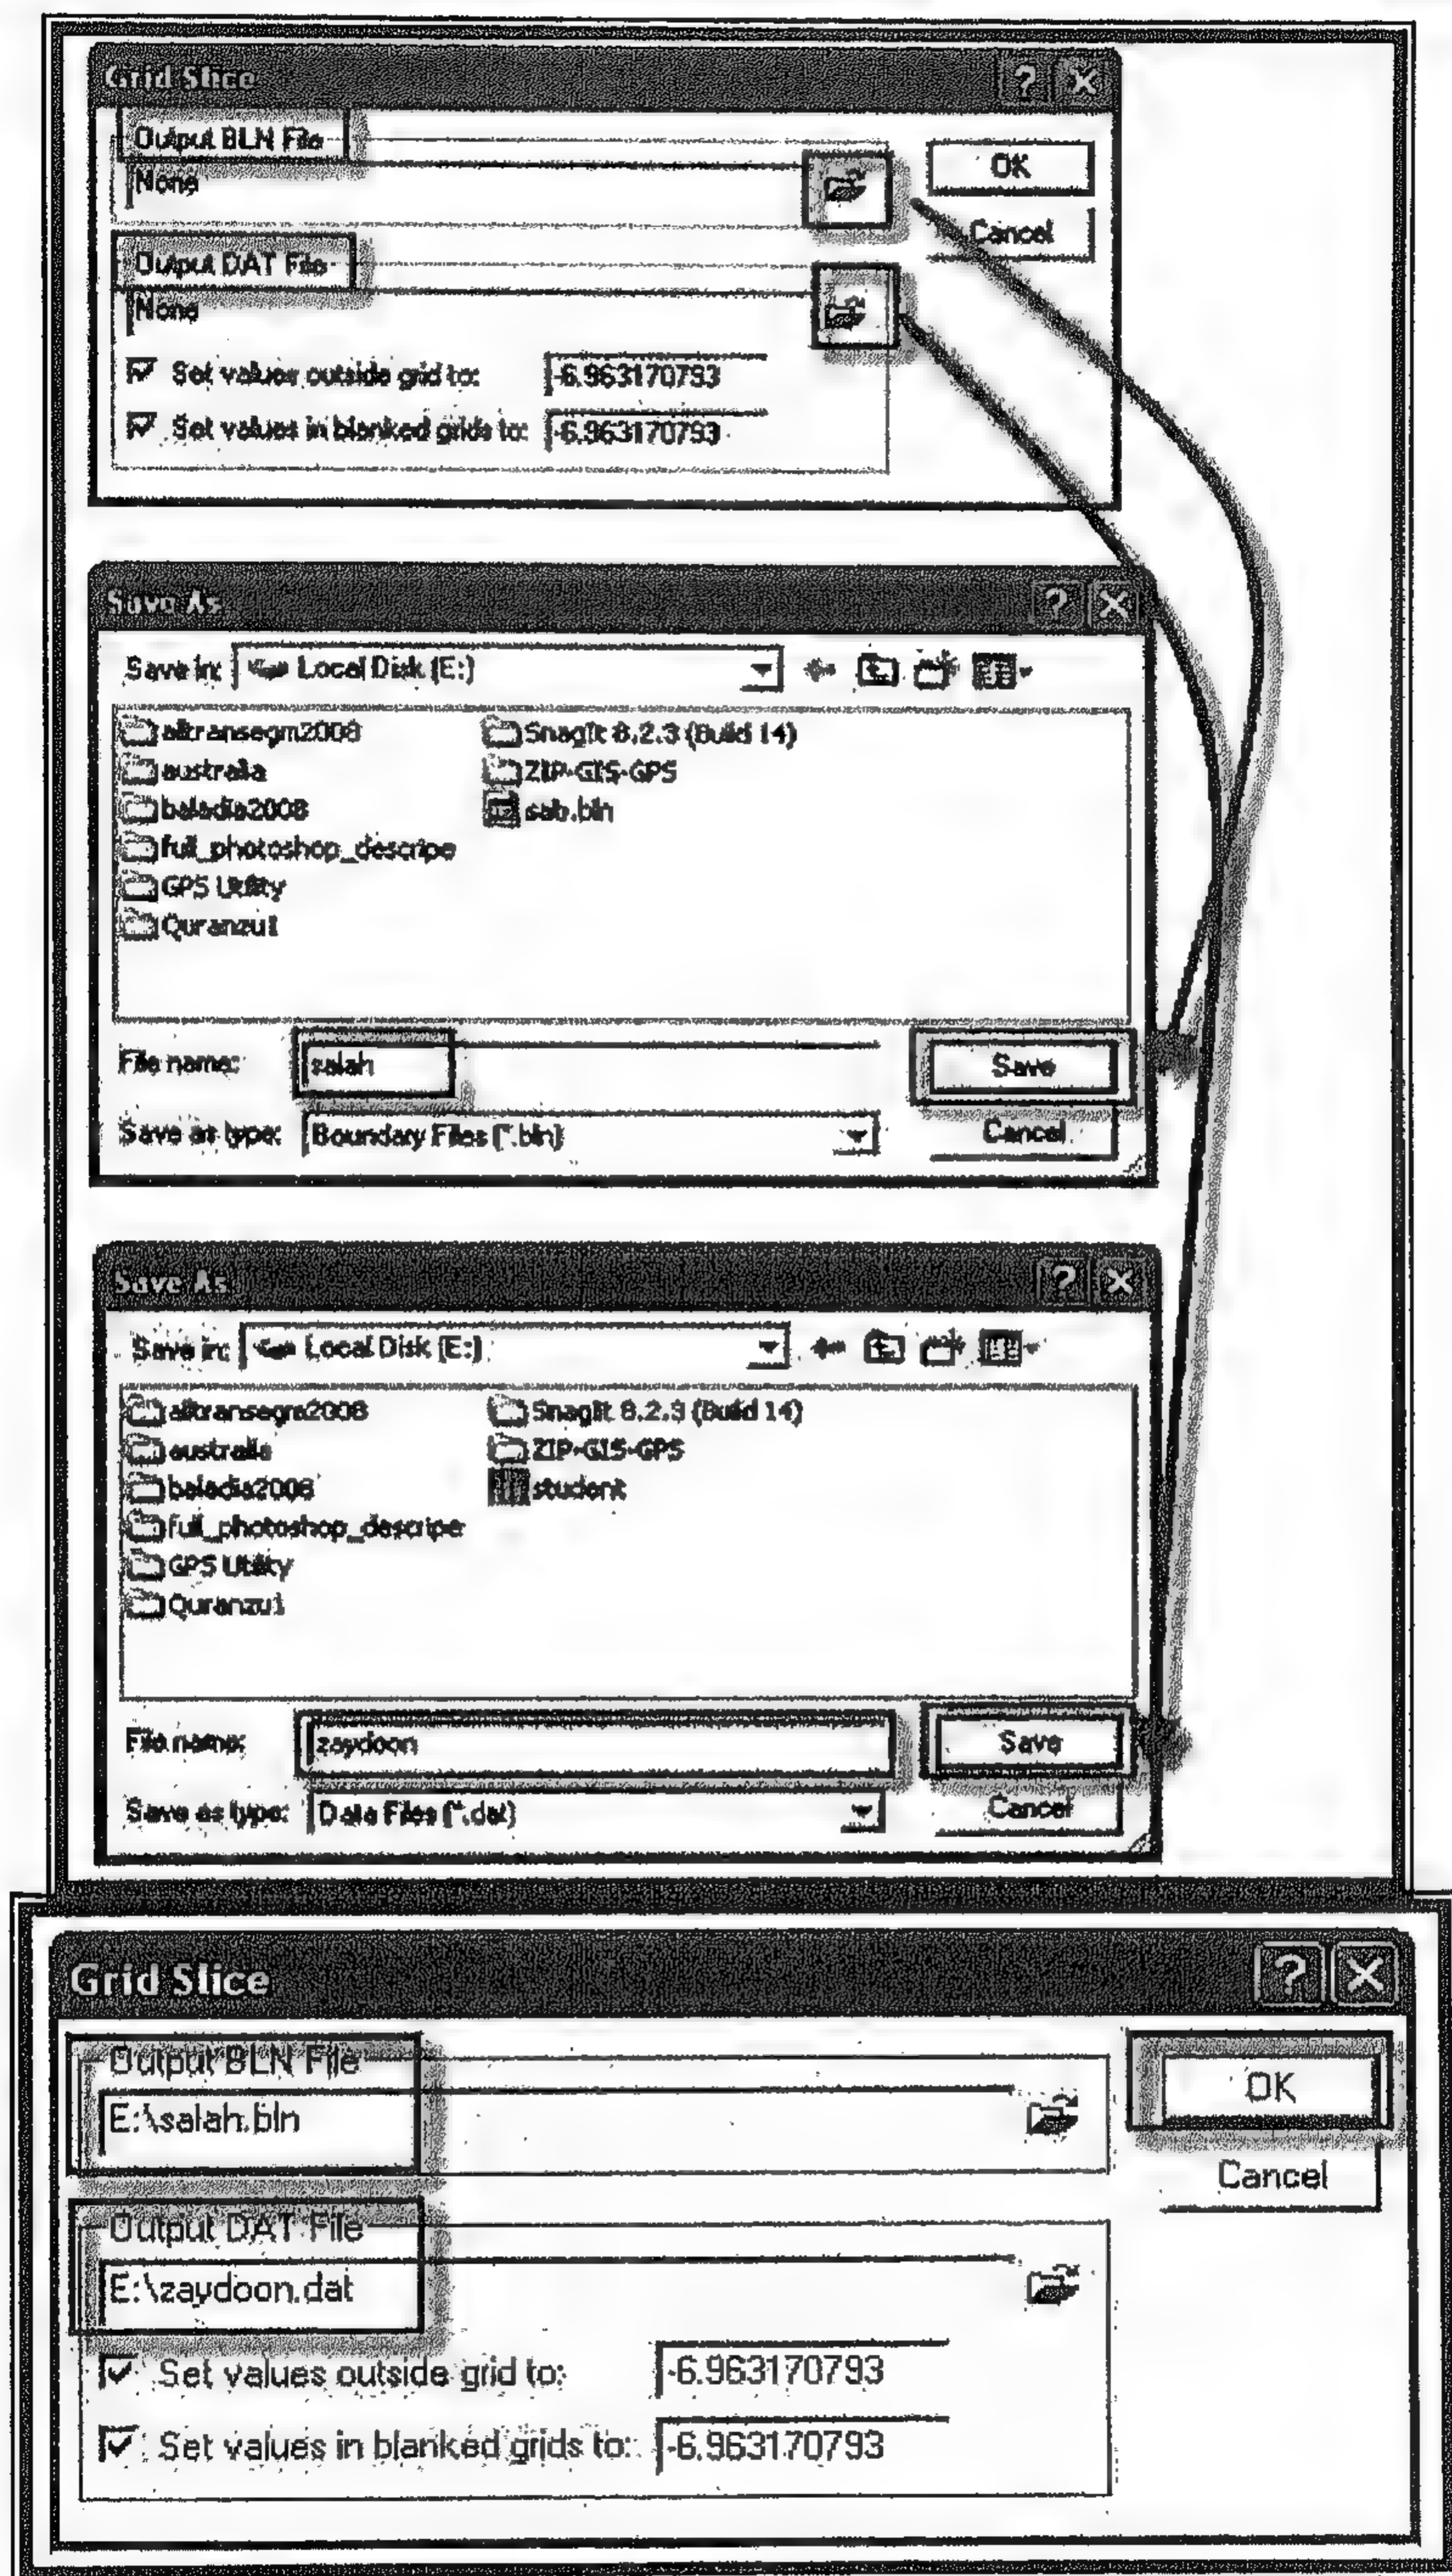 Grid Slice
Output BLN File
None
OK
Cancel
Output DAT File
None
Set values outside grid to: -6.963170793
Set values in blanked grids to: -6.963170793
Save As
Save in: Local Disk (E:)
alltransegm2008
australia
baladia2008
full_photoshop_descripe
GPS Utility
Quranzu1
SnagIt 8.2.3 (Build 14)
ZIP-GIS-GPS
sab.bln
File name: salah
Save
Save as type: Boundary Files (*.bln)
Cancel
Save As
Save in: Local Disk (E:)
alltransegm2008
australia
baladia2008
full_photoshop_descripe
GPS Utility
Quranzu1
SnagIt 8.2.3 (Build 14)
ZIP-GIS-GPS
student
File name: zaydoon
Save
Save as type: Data Files (*.dat)
Cancel
Grid Slice
Output BLN File
E:\salah.bln
OK
Cancel
Output DAT File
E:\zaydoon.dat
Set values outside grid to: -6.963170793
Set values in blanked grids to: -6.963170793